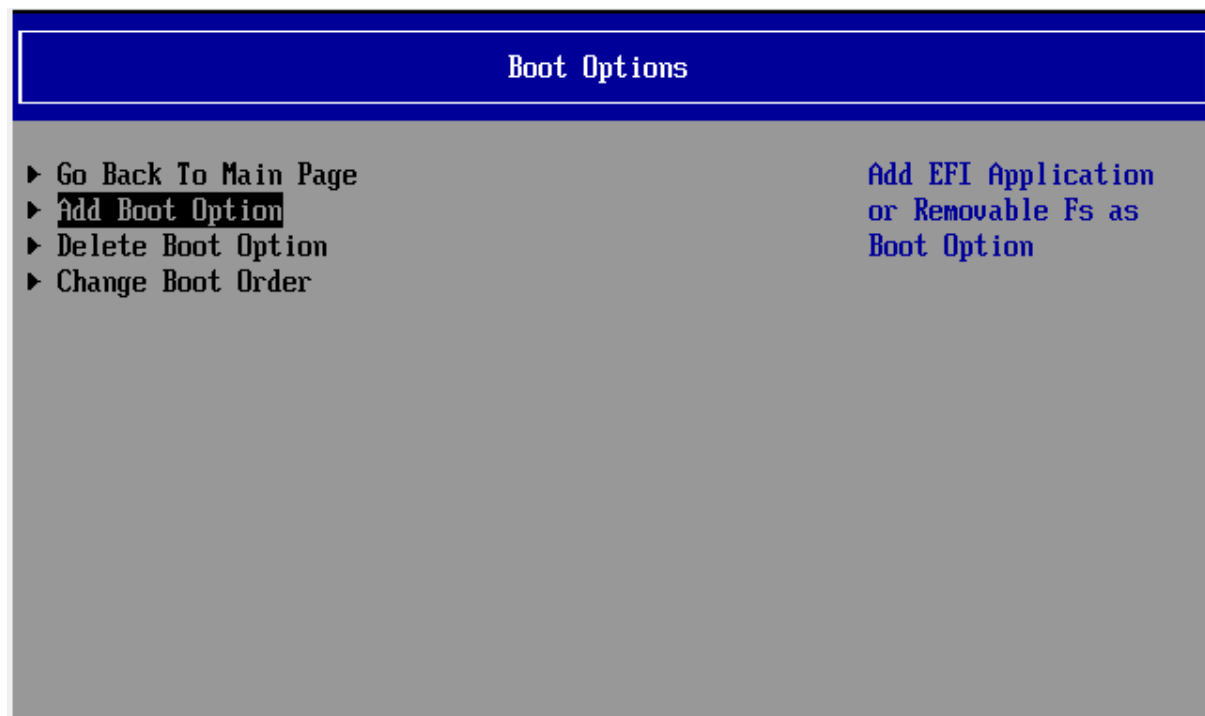 Boot Options
Go Back To Main Page
Add Boot Option
Delete Boot Option
Change Boot Order
Add EFI Application
or Removable Fs as
Boot Option